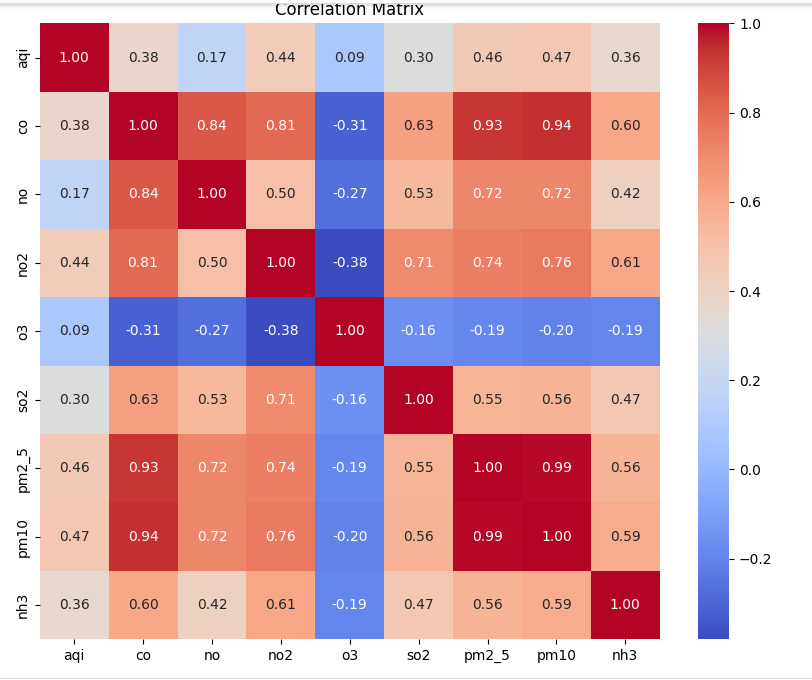 Correlation Matrix
aqi 1.00 0.38 0.17 0.44 0.09 0.30 0.46 0.47 0.36
co 0.38 1.00 0.84 0.81 -0.31 0.63 0.93 0.94 0.60
no 0.17 0.84 1.00 0.50 -0.27 0.53 0.72 0.72 0.42
no2 0.44 0.81 0.50 1.00 -0.38 0.71 0.74 0.76 0.61
o3 0.09 -0.31 -0.27 -0.38 1.00 -0.16 -0.19 -0.20 -0.19
so2 0.30 0.63 0.53 0.71 -0.16 1.00 0.55 0.56 0.47
pm2_5 0.46 0.93 0.72 0.74 -0.19 0.55 1.00 0.99 0.56
pm10 0.47 0.94 0.72 0.76 -0.20 0.56 0.99 1.00 0.59
nh3 0.36 0.60 0.42 0.61 -0.19 0.47 0.56 0.59 1.00
aqi co no no2 o3 so2 pm2_5 pm10 nh3
1.0
0.8
0.6
0.4
0.2
0.0
−0.2